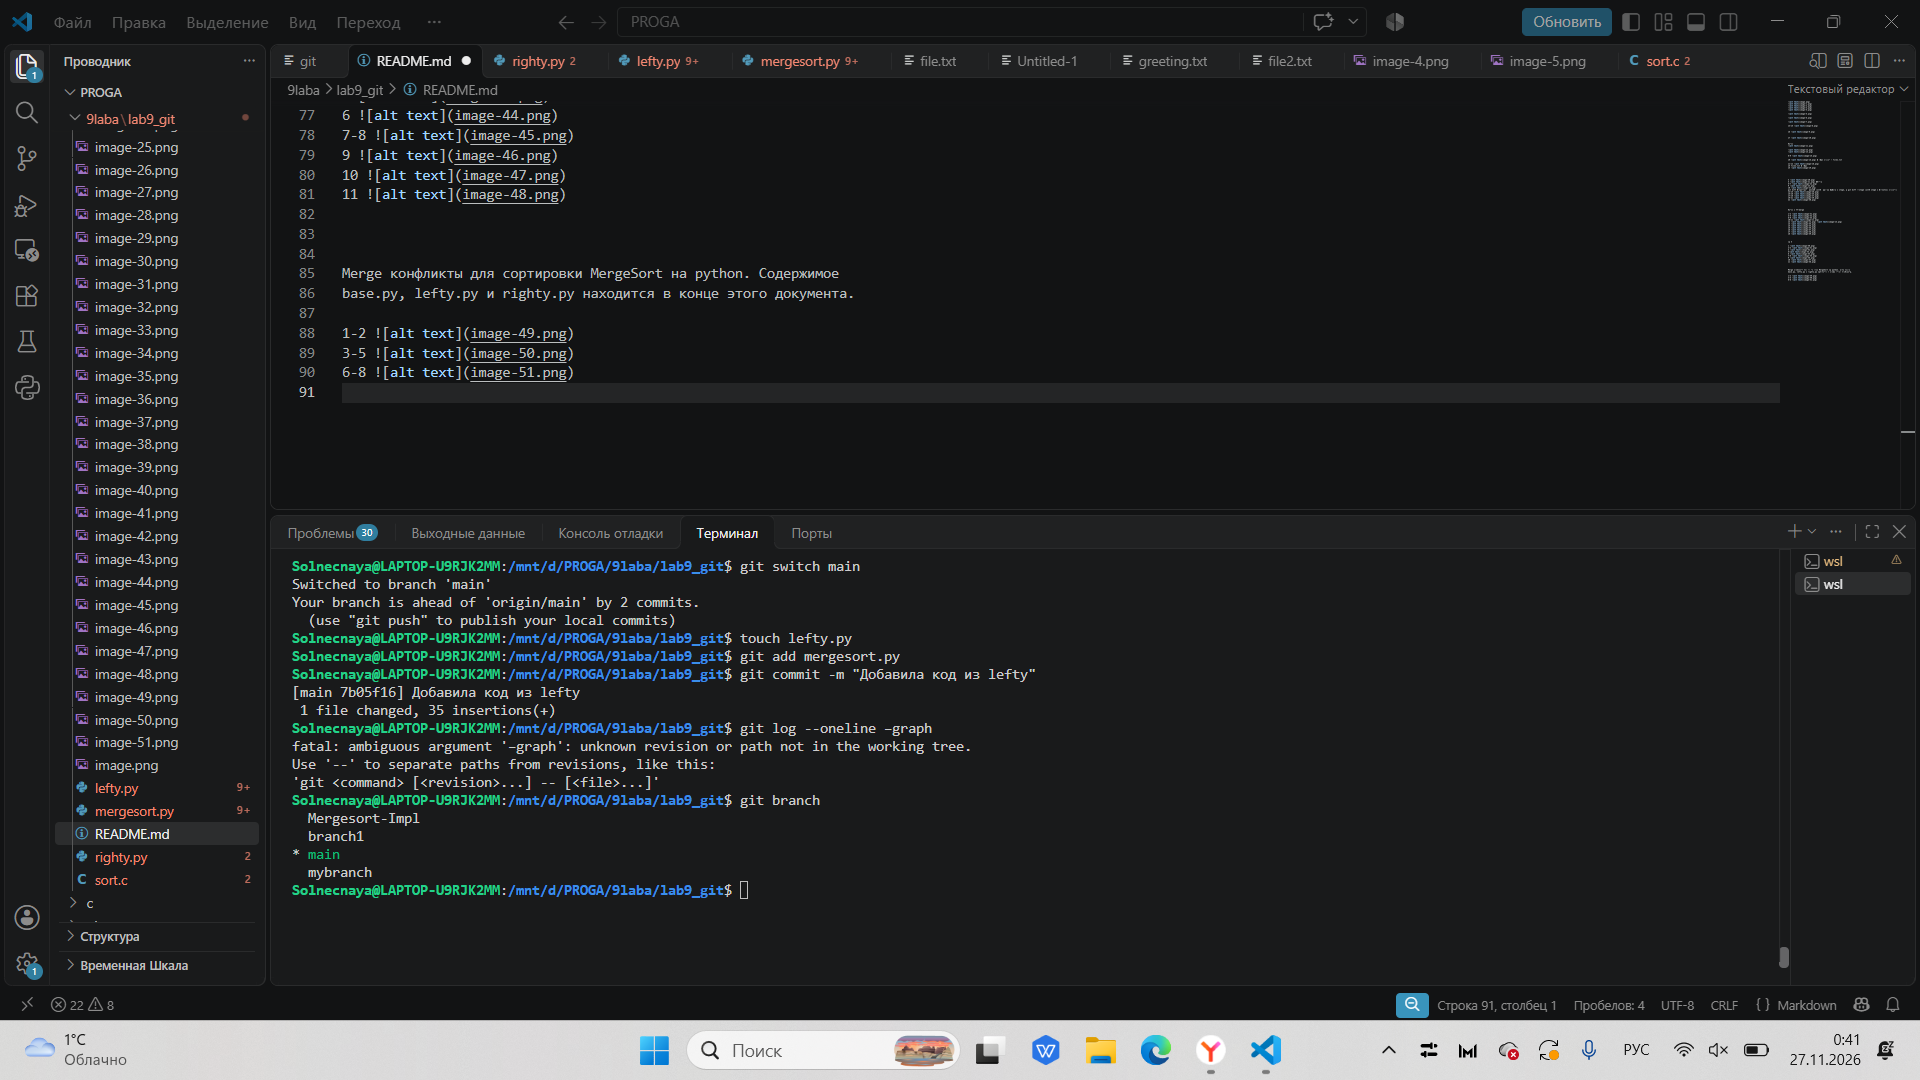 Файл Правка Выделение Вид Переход ··· PROGA Обновить
Проводник ···
PROGA
9laba\lab9_git
image-25.png
image-26.png
image-27.png
image-28.png
image-29.png
image-30.png
image-31.png
image-32.png
image-33.png
image-34.png
image-35.png
image-36.png
image-37.png
image-38.png
image-39.png
image-40.png
image-41.png
image-42.png
image-43.png
image-44.png
image-45.png
image-46.png
image-47.png
image-48.png
image-49.png
image-50.png
image-51.png
image.png
lefty.py 9+
mergesort.py 9+
README.md
righty.py 2
sort.c 2
c
Структура
Временная Шкала
git README.md righty.py 2 lefty.py 9+ mergesort.py 9+ file.txt Untitled-1 greeting.txt file2.txt image-4.png image-5.png sort.c 2
9laba > lab9_git > README.md
Текстовый редактор
77 6 ![alt text](image-44.png)
78 7-8 ![alt text](image-45.png)
79 9 ![alt text](image-46.png)
80 10 ![alt text](image-47.png)
81 11 ![alt text](image-48.png)
82
83
84
85 Merge конфликты для сортировки MergeSort на python. Содержимое
86 base.py, lefty.py и righty.py находится в конце этого документа.
87
88 1-2 ![alt text](image-49.png)
89 3-5 ![alt text](image-50.png)
90 6-8 ![alt text](image-51.png)
91
Проблемы 30 Выходные данные Консоль отладки Терминал Порты
wsl
wsl
Solnecnaya@LAPTOP-U9RJK2MM:/mnt/d/PROGA/9laba/lab9_git$ git switch main
Switched to branch 'main'
Your branch is ahead of 'origin/main' by 2 commits.
(use "git push" to publish your local commits)
Solnecnaya@LAPTOP-U9RJK2MM:/mnt/d/PROGA/9laba/lab9_git$ touch lefty.py
Solnecnaya@LAPTOP-U9RJK2MM:/mnt/d/PROGA/9laba/lab9_git$ git add mergesort.py
Solnecnaya@LAPTOP-U9RJK2MM:/mnt/d/PROGA/9laba/lab9_git$ git commit -m "Добавила код из lefty"
[main 7b05f16] Добавила код из lefty
1 file changed, 35 insertions(+)
Solnecnaya@LAPTOP-U9RJK2MM:/mnt/d/PROGA/9laba/lab9_git$ git log --oneline –graph
fatal: ambiguous argument '–graph': unknown revision or path not in the working tree.
Use '--' to separate paths from revisions, like this:
'git <command> [<revision>...] -- [<file>...]'
Solnecnaya@LAPTOP-U9RJK2MM:/mnt/d/PROGA/9laba/lab9_git$ git branch
Mergesort-Impl
branch1
* main
mybranch
Solnecnaya@LAPTOP-U9RJK2MM:/mnt/d/PROGA/9laba/lab9_git$
22 8 Строка 91, столбец 1 Пробелов: 4 UTF-8 CRLF {} Markdown
1°C
Облачно
Поиск
РУС
0:41
27.11.2026